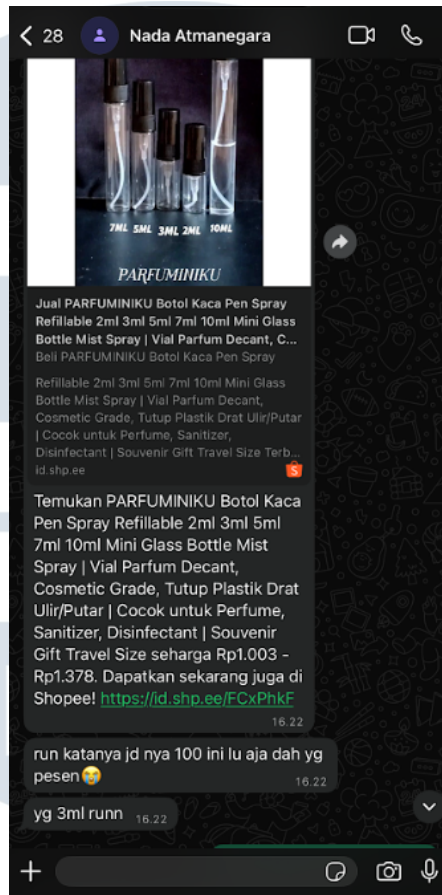 28
Nada Atmanegara
7ML 5ML 3ML 2ML 10ML
PARFUMINIKU
Jual PARFUMINIKU Botol Kaca Pen Spray
Refillable 2ml 3ml 5ml 7ml 10ml Mini Glass
Bottle Mist Spray | Vial Parfum Decant, C...
Beli PARFUMINIKU Botol Kaca Pen Spray
Refillable 2ml 3ml 5ml 7ml 10ml Mini Glass
Bottle Mist Spray | Vial Parfum Decant,
Cosmetic Grade, Tutup Plastik Drat Ulir/Putar
| Cocok untuk Perfume, Sanitizer,
Disinfectant | Souvenir Gift Travel Size Terb...
id.shp.ee
Temukan PARFUMINIKU Botol Kaca
Pen Spray Refillable 2ml 3ml 5ml
7ml 10ml Mini Glass Bottle Mist
Spray | Vial Parfum Decant,
Cosmetic Grade, Tutup Plastik Drat
Ulir/Putar | Cocok untuk Perfume,
Sanitizer, Disinfectant | Souvenir
Gift Travel Size seharga Rp1.003 -
Rp1.378. Dapatkan sekarang juga di
Shopee! https://id.shp.ee/FCxPhkF
16.22
run katanya jd nya 100 ini lu aja dah yg
pesen😭
16.22
yg 3ml runn 16.22